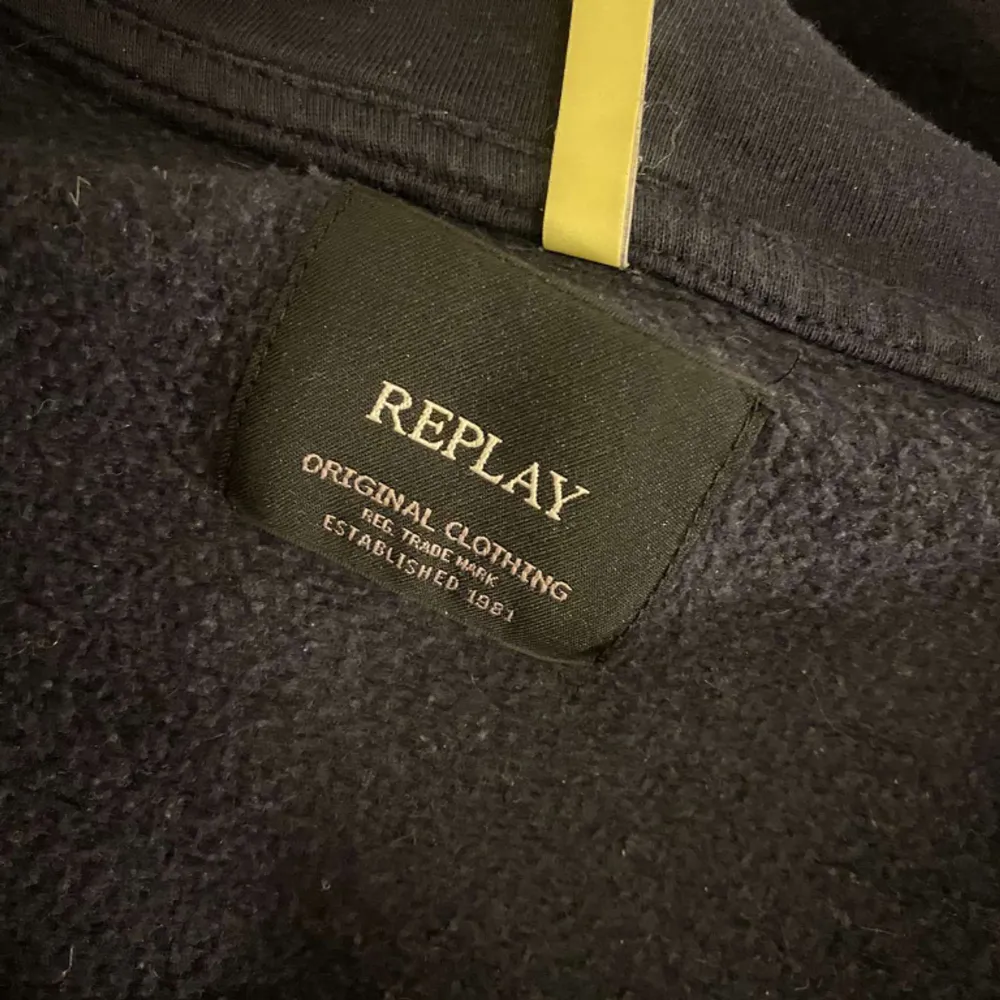 REPLAY
ORIGINAL CLOTHING
REG. TRADE MARK
ESTABLISHED 1981